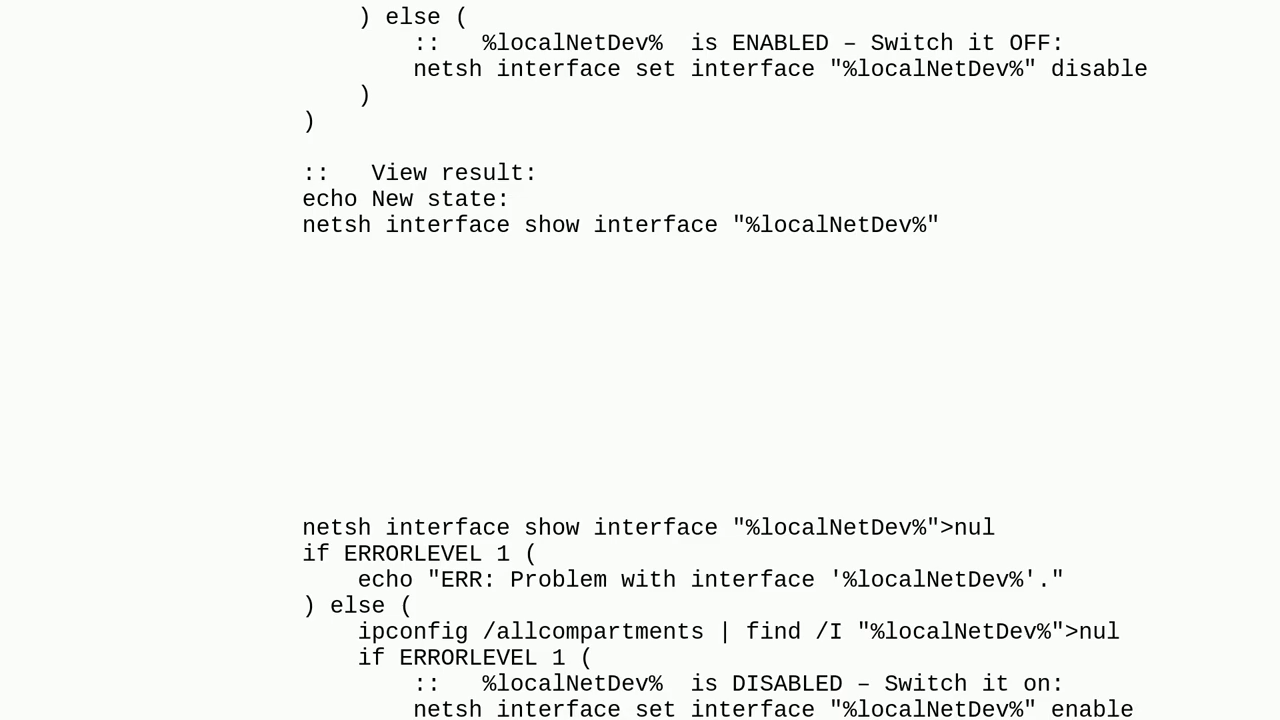 ) else (
        ::   %localNetDev%  is ENABLED – Switch it OFF:
        netsh interface set interface "%localNetDev%" disable
    )
)

::   View result:
echo New state:
netsh interface show interface "%localNetDev%"

netsh interface show interface "%localNetDev%">nul
if ERRORLEVEL 1 (
    echo "ERR: Problem with interface '%localNetDev%'."
) else (
    ipconfig /allcompartments | find /I "%localNetDev%">nul
    if ERRORLEVEL 1 (
        ::   %localNetDev%  is DISABLED – Switch it on:
        netsh interface set interface "%localNetDev%" enable